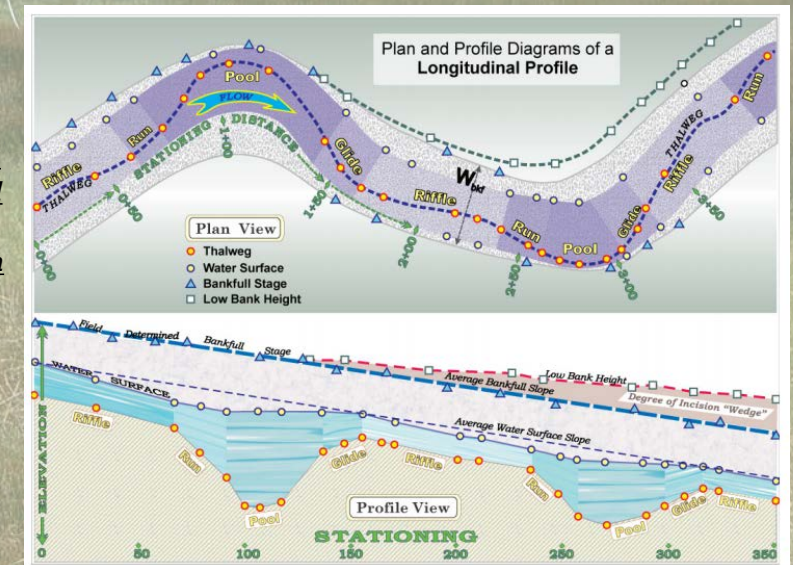 Plan and Profile Diagrams of a
Longitudinal Profile
Pool
FLOW
Run
Riffle
THALWEG
STATIONING
DISTANCE
0+00
0+50
1+00
1+50
2+00
2+50
3+00
3+50
Glide
Riffle
Wbkf
Run
Pool
Glide
Riffle
THALWEG
Run
Plan View
Thalweg
Water Surface
Bankfull Stage
Low Bank Height
Field Determined Bankfull Stage
Low Bank Height
Average Bankfull Slope
Degree of Incision "Wedge"
WATER SURFACE
Average Water Surface Slope
ELEVATION
Riffle
Run
Pool
Glide
Riffle
Run
Pool
Glide
Riffle
Profile View
STATIONING
0 50 100 150 200 250 300 350